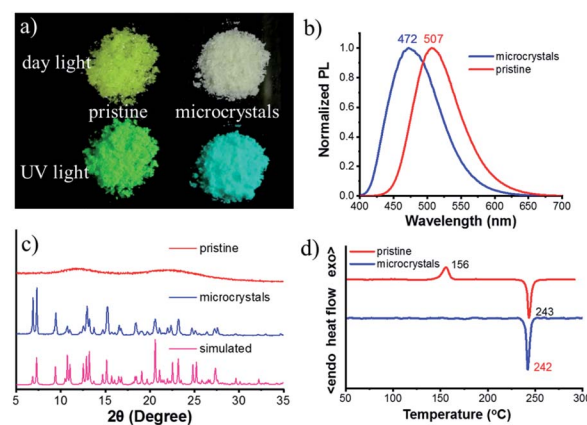 a)
day light
pristine
microcrystals
UV light
b)
472
507
microcrystals
pristine
Normalized PL
1.0
0.8
0.6
0.4
0.2
0.0
400 450 500 550 600 650 700
Wavelength (nm)
c)
pristine
microcrystals
simulated
5 10 15 20 25 30 35
2θ (Degree)
d)
pristine
microcrystals
156
243
242
<endo heat flow exo>
50 100 150 200 250 300
Temperature (oC)